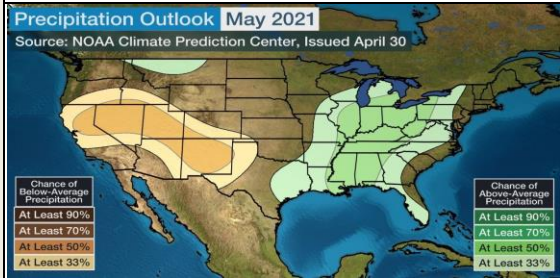 Precipitation Outlook May 2021
Source: NOAA Climate Prediction Center, Issued April 30
Chance of
Below-Average
Precipitation
At Least 90%
At Least 70%
At Least 50%
At Least 33%
Chance of
Above-Average
Precipitation
At Least 90%
At Least 70%
At Least 50%
At Least 33%